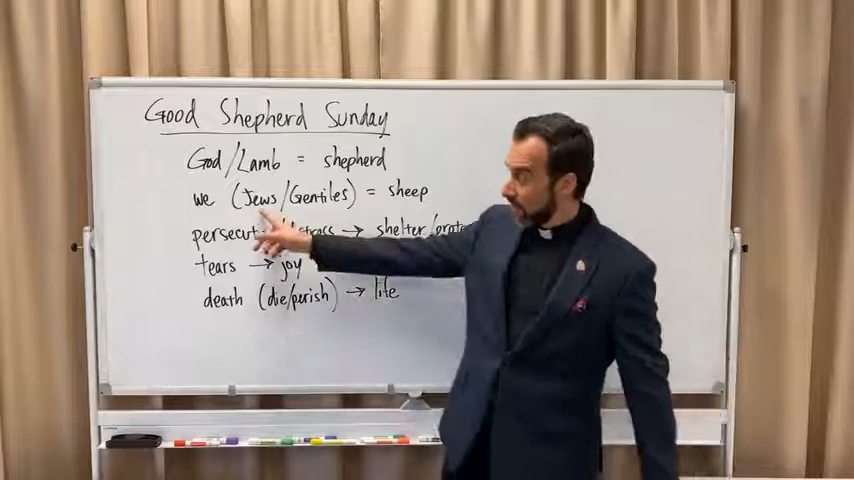 Good Shepherd Sunday
God/Lamb = shepherd
we (Jews/Gentiles) = sheep
→ shelter/
tears → joy
death (die/perish) → life